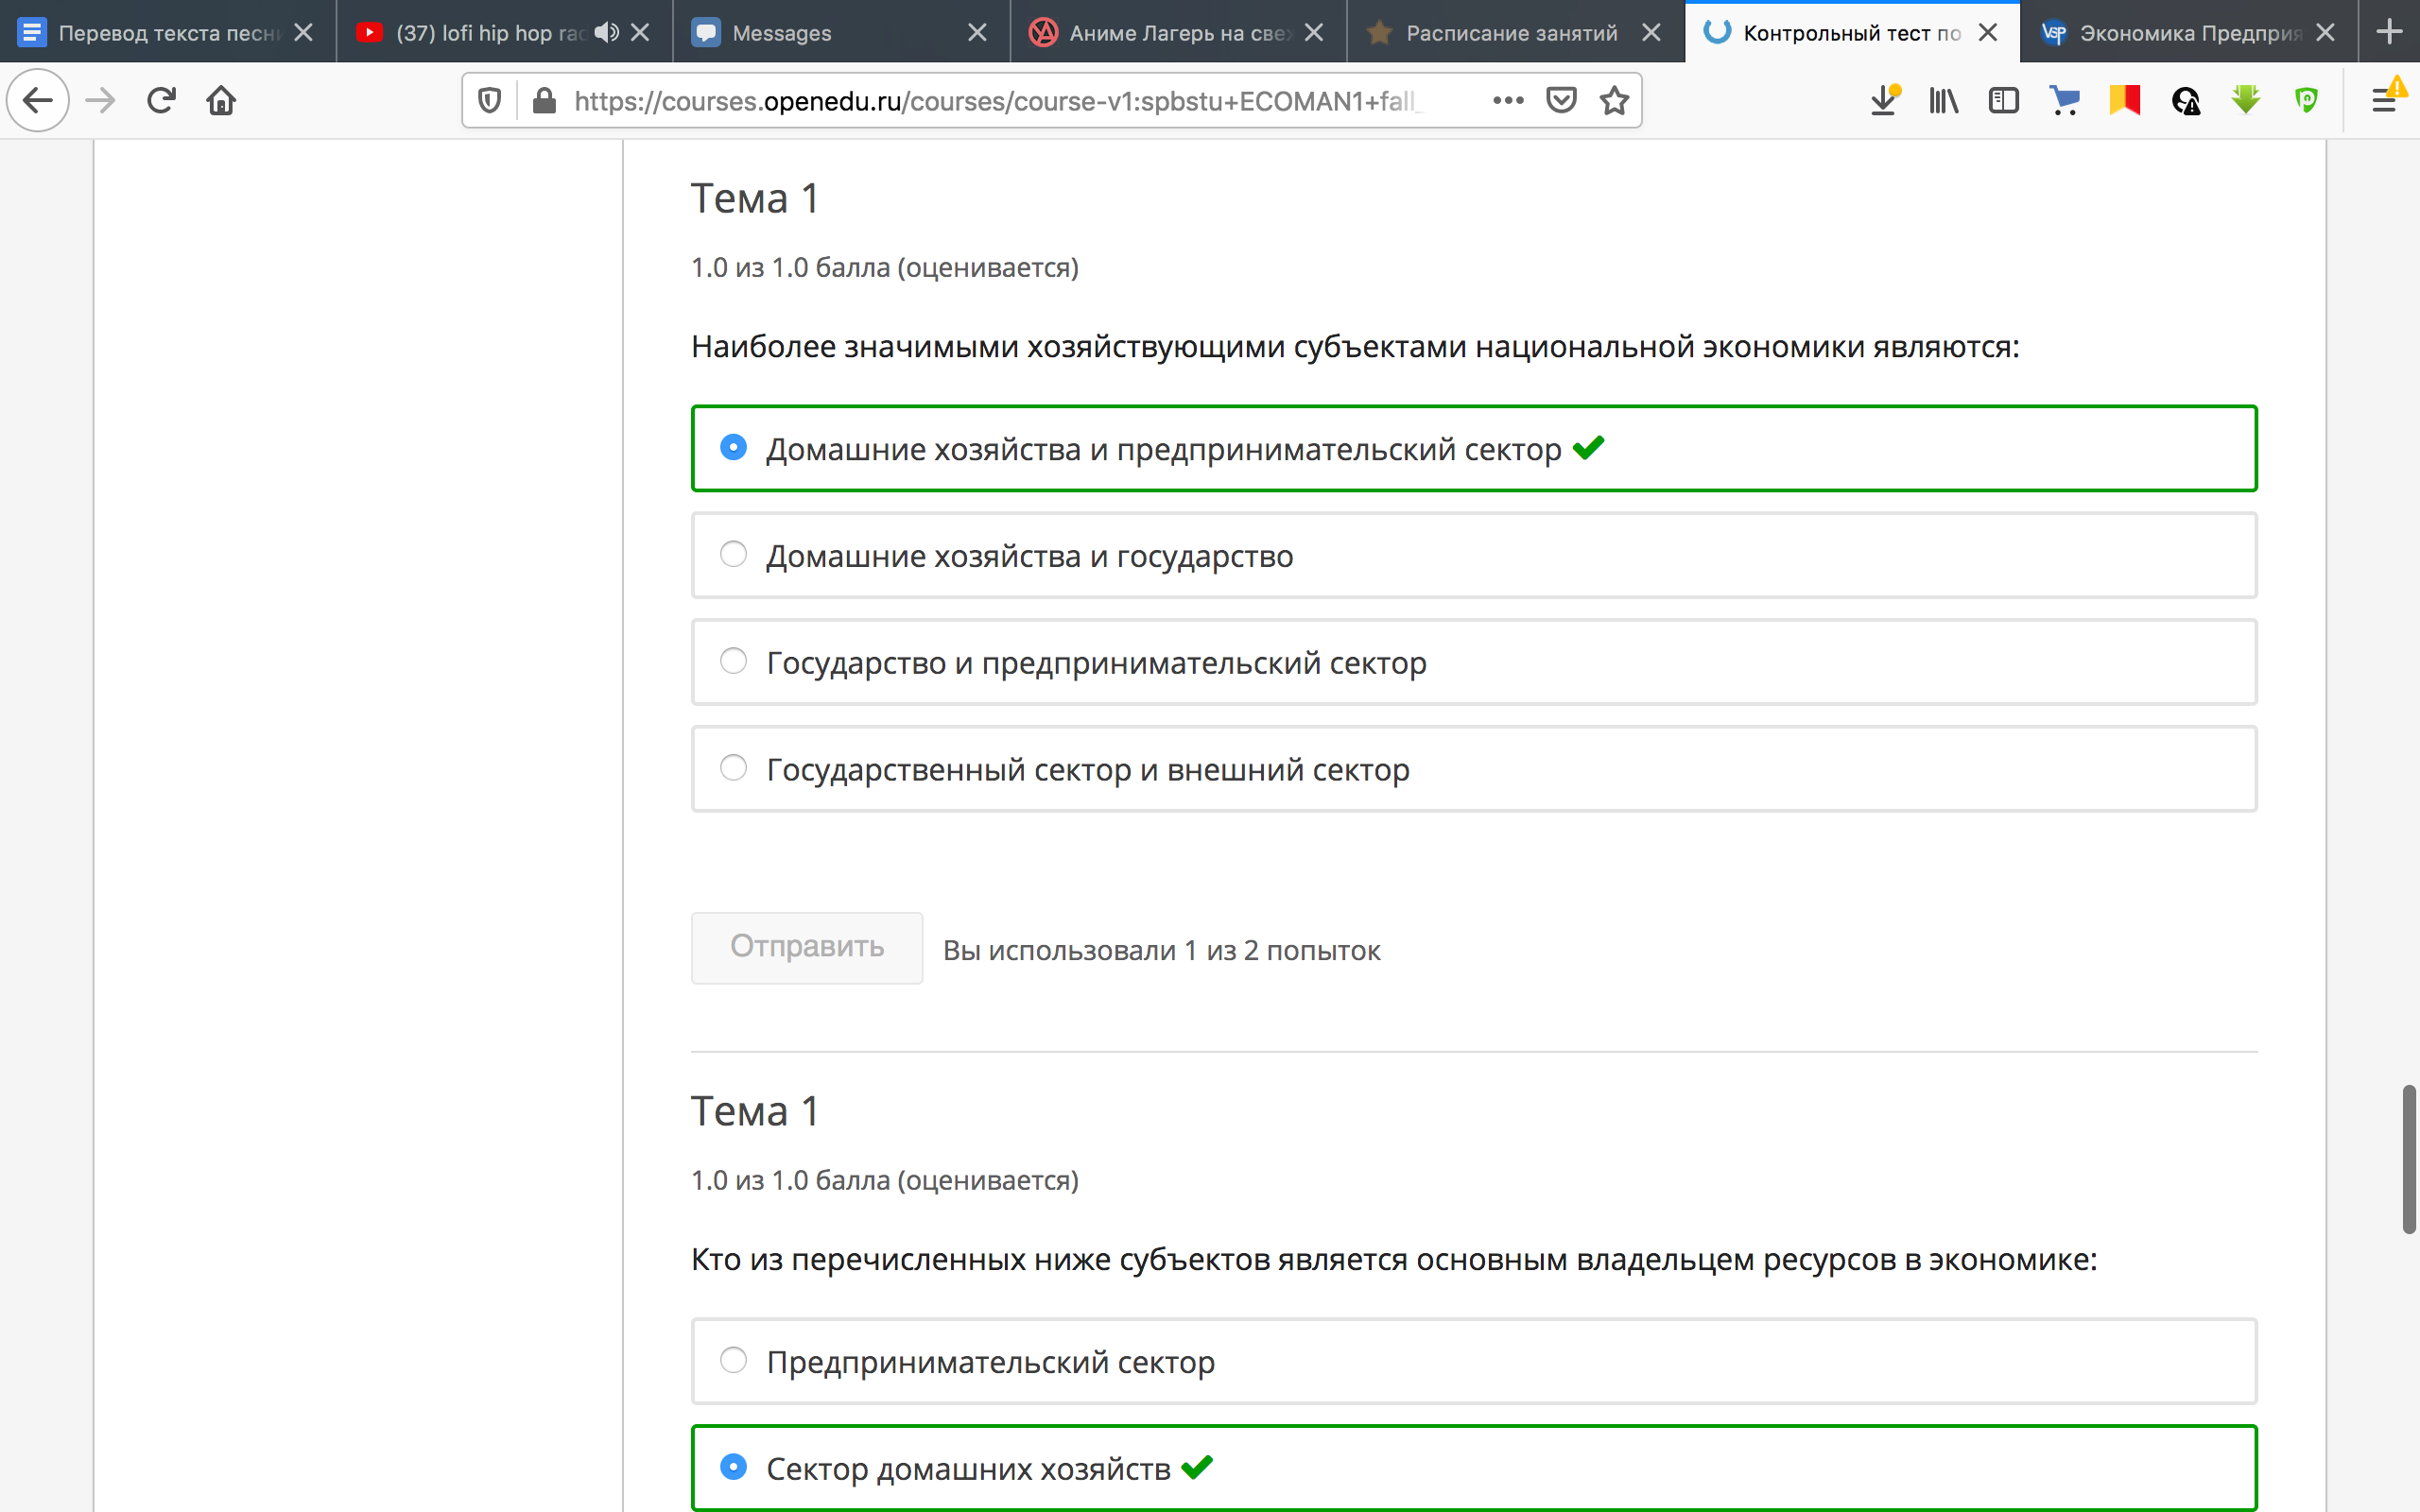 Перевод текста песн
(37) lofi hip hop rad
Messages
Аниме Лагерь на свеж
Расписание занятий
Контрольный тест по
VSP
Экономика Предприя
https://courses.openedu.ru/courses/course-v1:spbstu+ECOMAN1+fall_
Тема 1
1.0 из 1.0 балла (оценивается)
Наиболее значимыми хозяйствующими субъектами национальной экономики являются:
Домашние хозяйства и предпринимательский сектор
Домашние хозяйства и государство
Государство и предпринимательский сектор
Государственный сектор и внешний сектор
Отправить
Вы использовали 1 из 2 попыток
Тема 1
1.0 из 1.0 балла (оценивается)
Кто из перечисленных ниже субъектов является основным владельцем ресурсов в экономике:
Предпринимательский сектор
Сектор домашних хозяйств